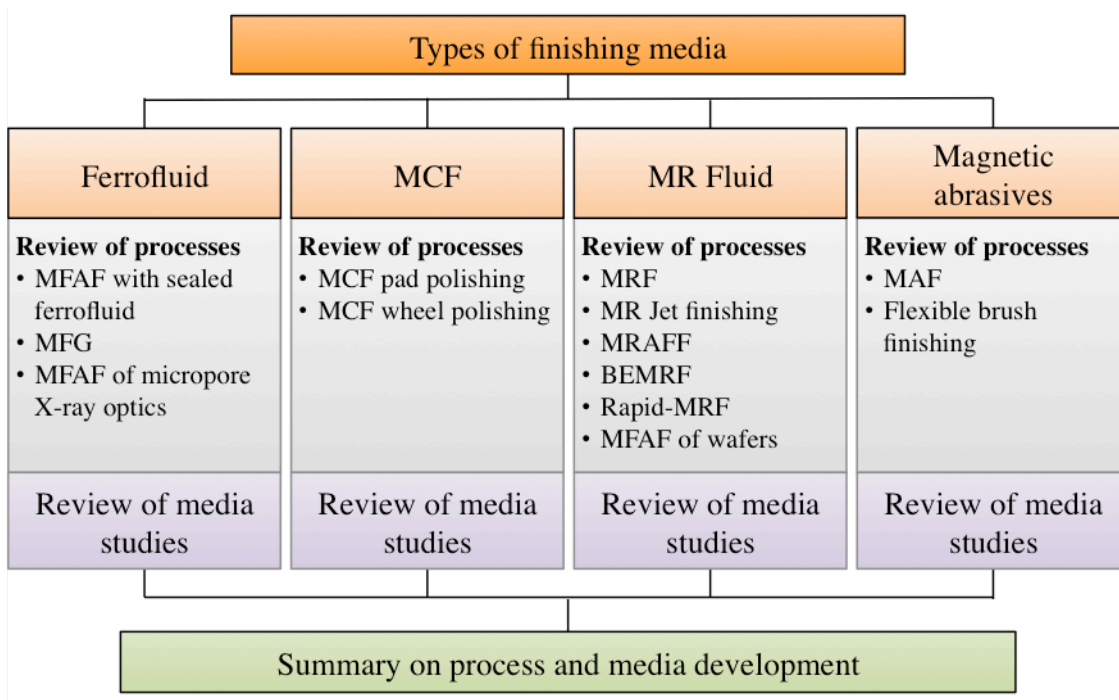 Types of finishing media
Ferrofluid
Review of processes
• MFAF with sealed
ferrofluid
• MFG
• MFAF of micropore
X-ray optics
Review of media
studies
MCF
Review of processes
• MCF pad polishing
• MCF wheel polishing
Review of media
studies
MR Fluid
Review of processes
• MRF
• MR Jet finishing
• MRAFF
• BEMRF
• Rapid-MRF
• MFAF of wafers
Review of media
studies
Magnetic
abrasives
Review of processes
• MAF
• Flexible brush
finishing
Review of media
studies
Summary on process and media development